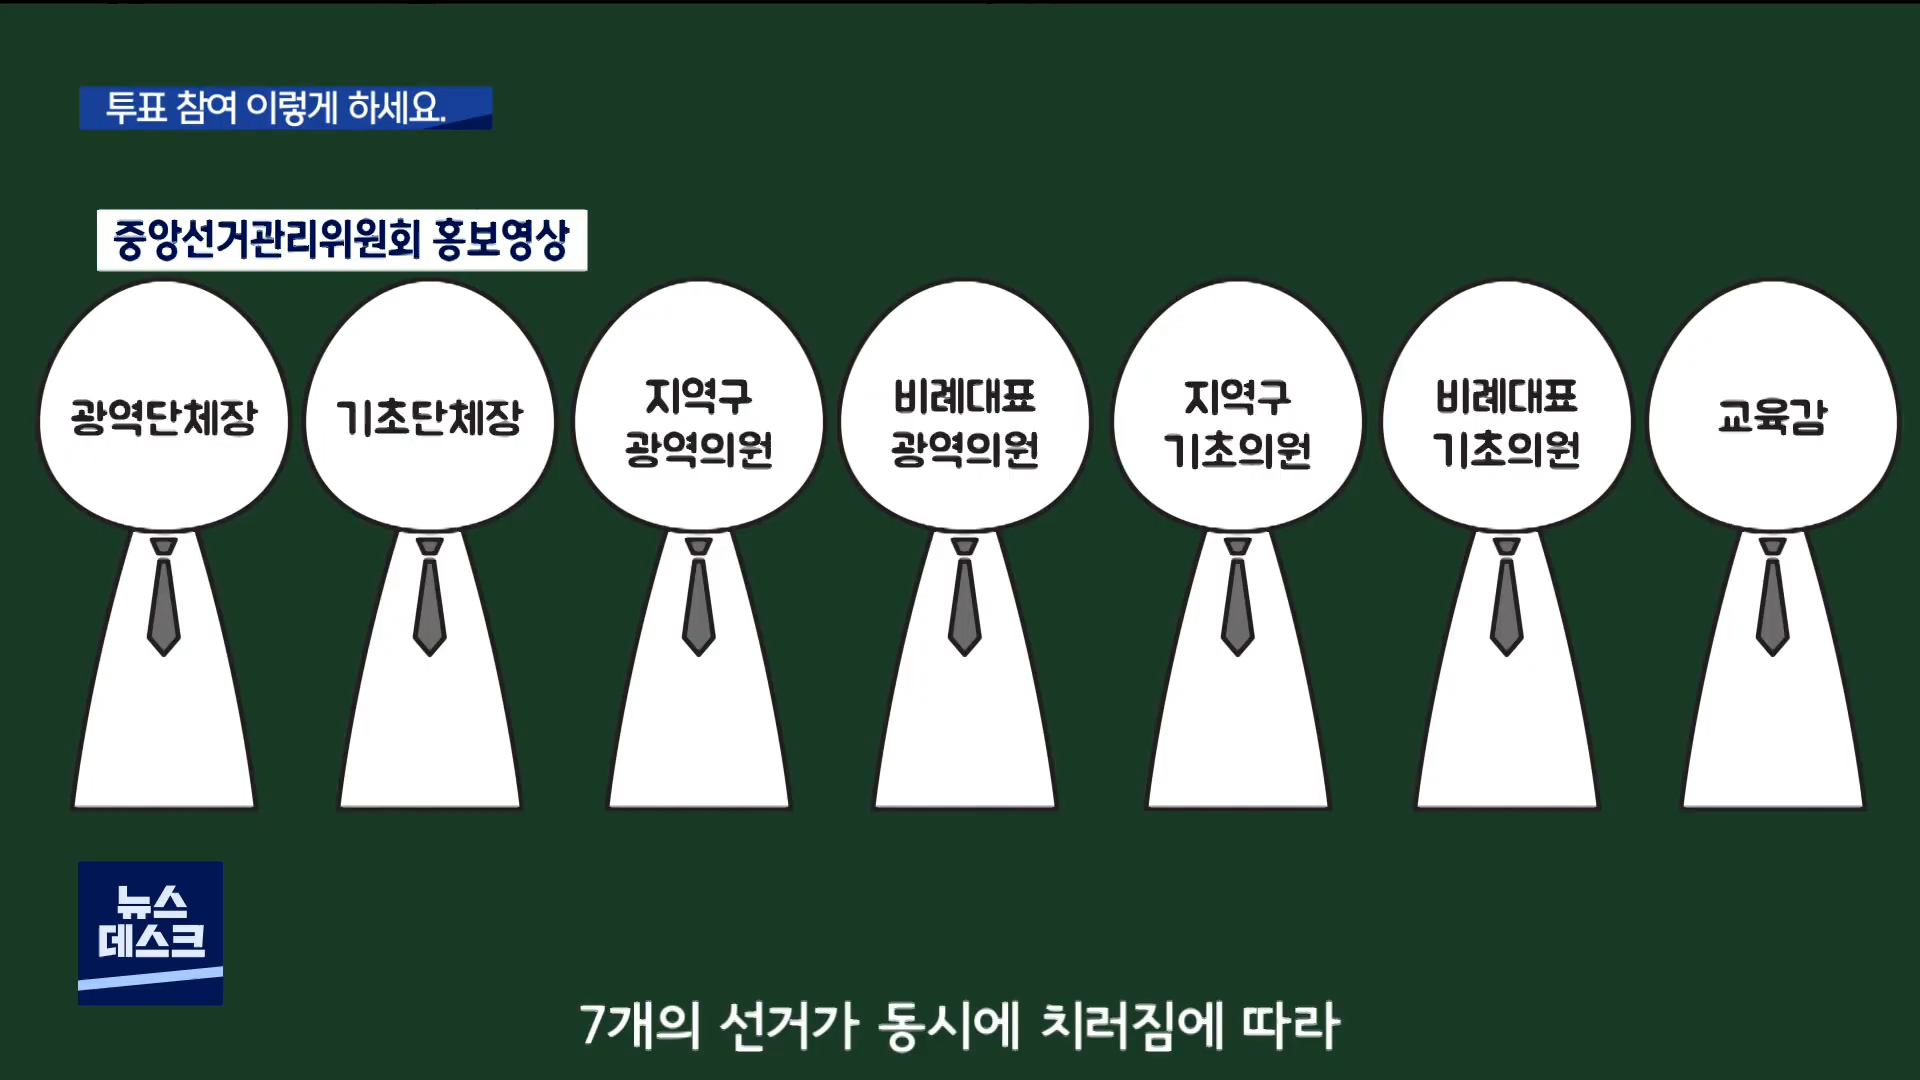 투표 참여 이렇게 하세요.
중앙선거관리위원회 홍보영상
광역단체장
기초단체장
지역구
광역의원
비례대표
광역의원
지역구
기초의원
비례대표
기초의원
교육감
뉴스
데스크
7개의 선거가 동시에 치러짐에 따라